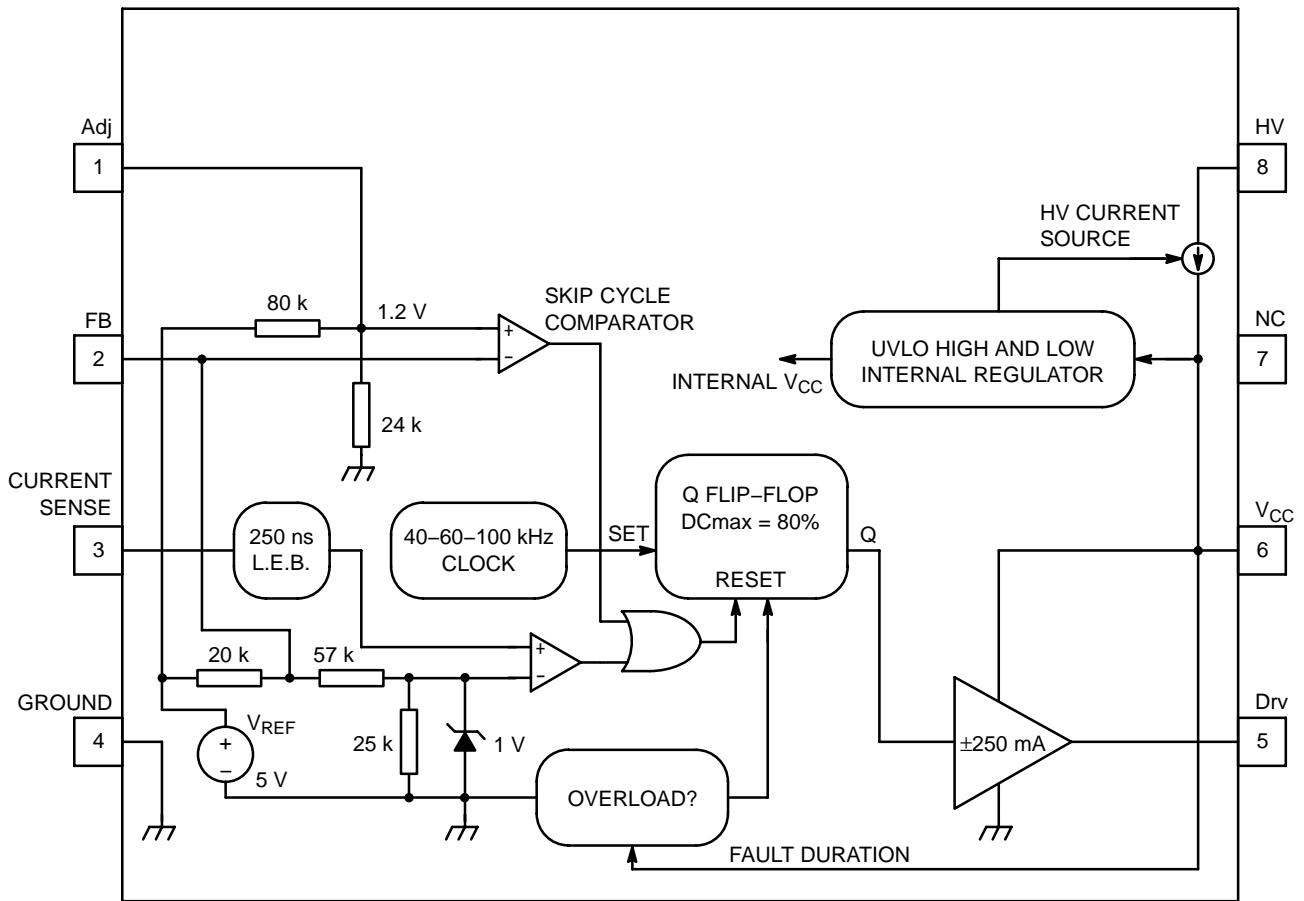 Adj
1
HV
8
HV CURRENT
SOURCE
80 k
1.2 V
SKIP CYCLE
COMPARATOR
FB
2
+
−
NC
7
UVLO HIGH AND LOW
INTERNAL REGULATOR
INTERNAL VCC
24 k
CURRENT
SENSE
3
250 ns
L.E.B.
40−60−100 kHz
CLOCK
SET
Q FLIP−FLOP
DCmax = 80%
RESET
Q
VCC
6
20 k
57 k
+
−
GROUND
4
VREF
+
−
5 V
25 k
1 V
OVERLOAD?
±250 mA
Drv
5
FAULT DURATION